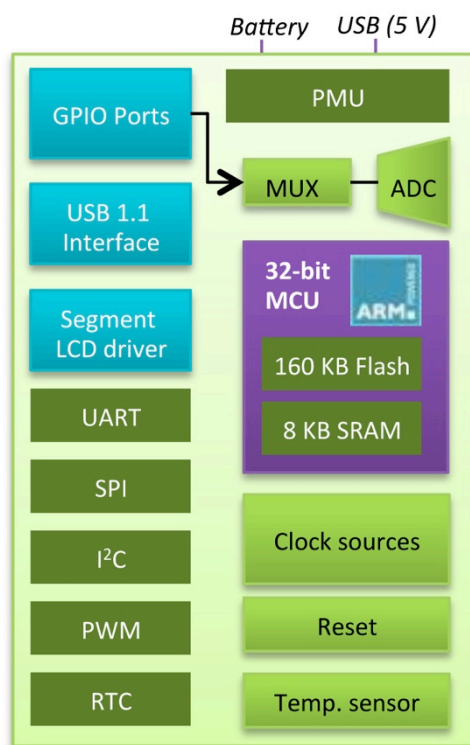 Battery USB (5 V)
GPIO Ports
PMU
MUX
ADC
USB 1.1
Interface
32-bit
MCU
ARM
POWERED
Segment
LCD driver
160 KB Flash
8 KB SRAM
UART
SPI
Clock sources
I²C
PWM
Reset
RTC
Temp. sensor